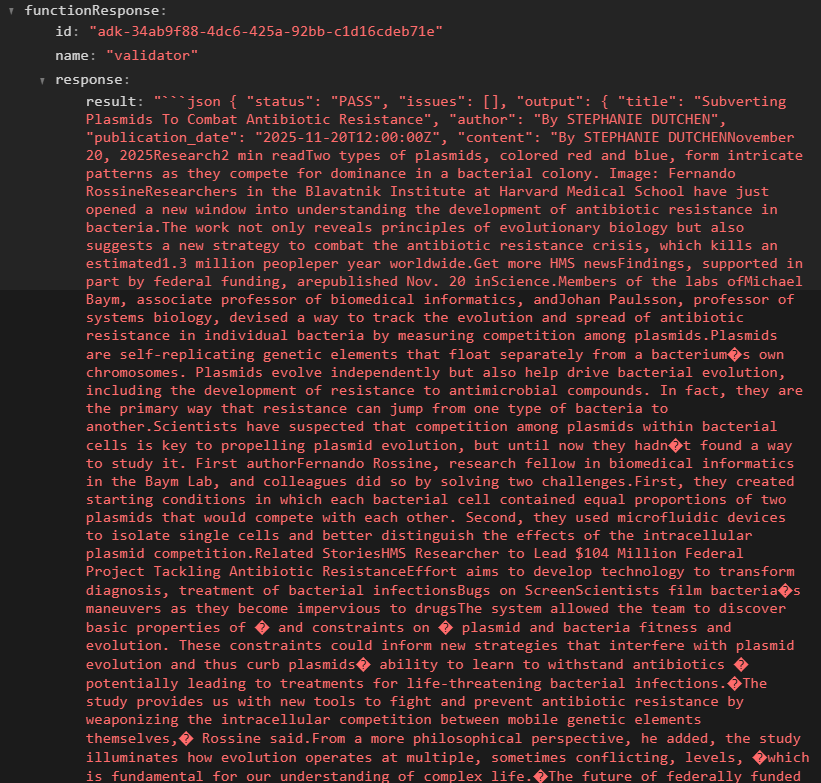 ▾ functionResponse:
id: "adk-34ab9f88-4dc6-425a-92bb-c1d16cdeb71e"
name: "validator"
▾ response:
result: "```json { "status": "PASS", "issues": [], "output": { "title": "Subverting
Plasmids To Combat Antibiotic Resistance", "author": "By STEPHANIE DUTCHEN",
"publication_date": "2025-11-20T12:00:00Z", "content": "By STEPHANIE DUTCHENNovember
20, 2025Research2 min readTwo types of plasmids, colored red and blue, form intricate
patterns as they compete for dominance in a bacterial colony. Image: Fernando
RossineResearchers in the Blavatnik Institute at Harvard Medical School have just
opened a new window into understanding the development of antibiotic resistance in
bacteria.The work not only reveals principles of evolutionary biology but also
suggests a new strategy to combat the antibiotic resistance crisis, which kills an
estimated1.3 million peopleper year worldwide.Get more HMS newsFindings, supported in
part by federal funding, arepublished Nov. 20 inScience.Members of the labs ofMichael
Baym, associate professor of biomedical informatics, andJohan Paulsson, professor of
systems biology, devised a way to track the evolution and spread of antibiotic
resistance in individual bacteria by measuring competition among plasmids.Plasmids
are self-replicating genetic elements that float separately from a bacterium�s own
chromosomes. Plasmids evolve independently but also help drive bacterial evolution,
including the development of resistance to antimicrobial compounds. In fact, they are
the primary way that resistance can jump from one type of bacteria to
another.Scientists have suspected that competition among plasmids within bacterial
cells is key to propelling plasmid evolution, but until now they hadn�t found a way
to study it. First authorFernando Rossine, research fellow in biomedical informatics
in the Baym Lab, and colleagues did so by solving two challenges.First, they created
starting conditions in which each bacterial cell contained equal proportions of two
plasmids that would compete with each other. Second, they used microfluidic devices
to isolate single cells and better distinguish the effects of the intracellular
plasmid competition.Related StoriesHMS Researcher to Lead $104 Million Federal
Project Tackling Antibiotic ResistanceEffort aims to develop technology to transform
diagnosis, treatment of bacterial infectionsBugs on ScreenScientists film bacteria�s
maneuvers as they become impervious to drugsThe system allowed the team to discover
basic properties of � and constraints on � plasmid and bacteria fitness and
evolution. These constraints could inform new strategies that interfere with plasmid
evolution and thus curb plasmids� ability to learn to withstand antibiotics �
potentially leading to treatments for life-threatening bacterial infections.�The
study provides us with new tools to fight and prevent antibiotic resistance by
weaponizing the intracellular competition between mobile genetic elements
themselves,� Rossine said.From a more philosophical perspective, he added, the study
illuminates how evolution operates at multiple, sometimes conflicting, levels, �which
is fundamental for our understanding of complex life.�The future of federally funded